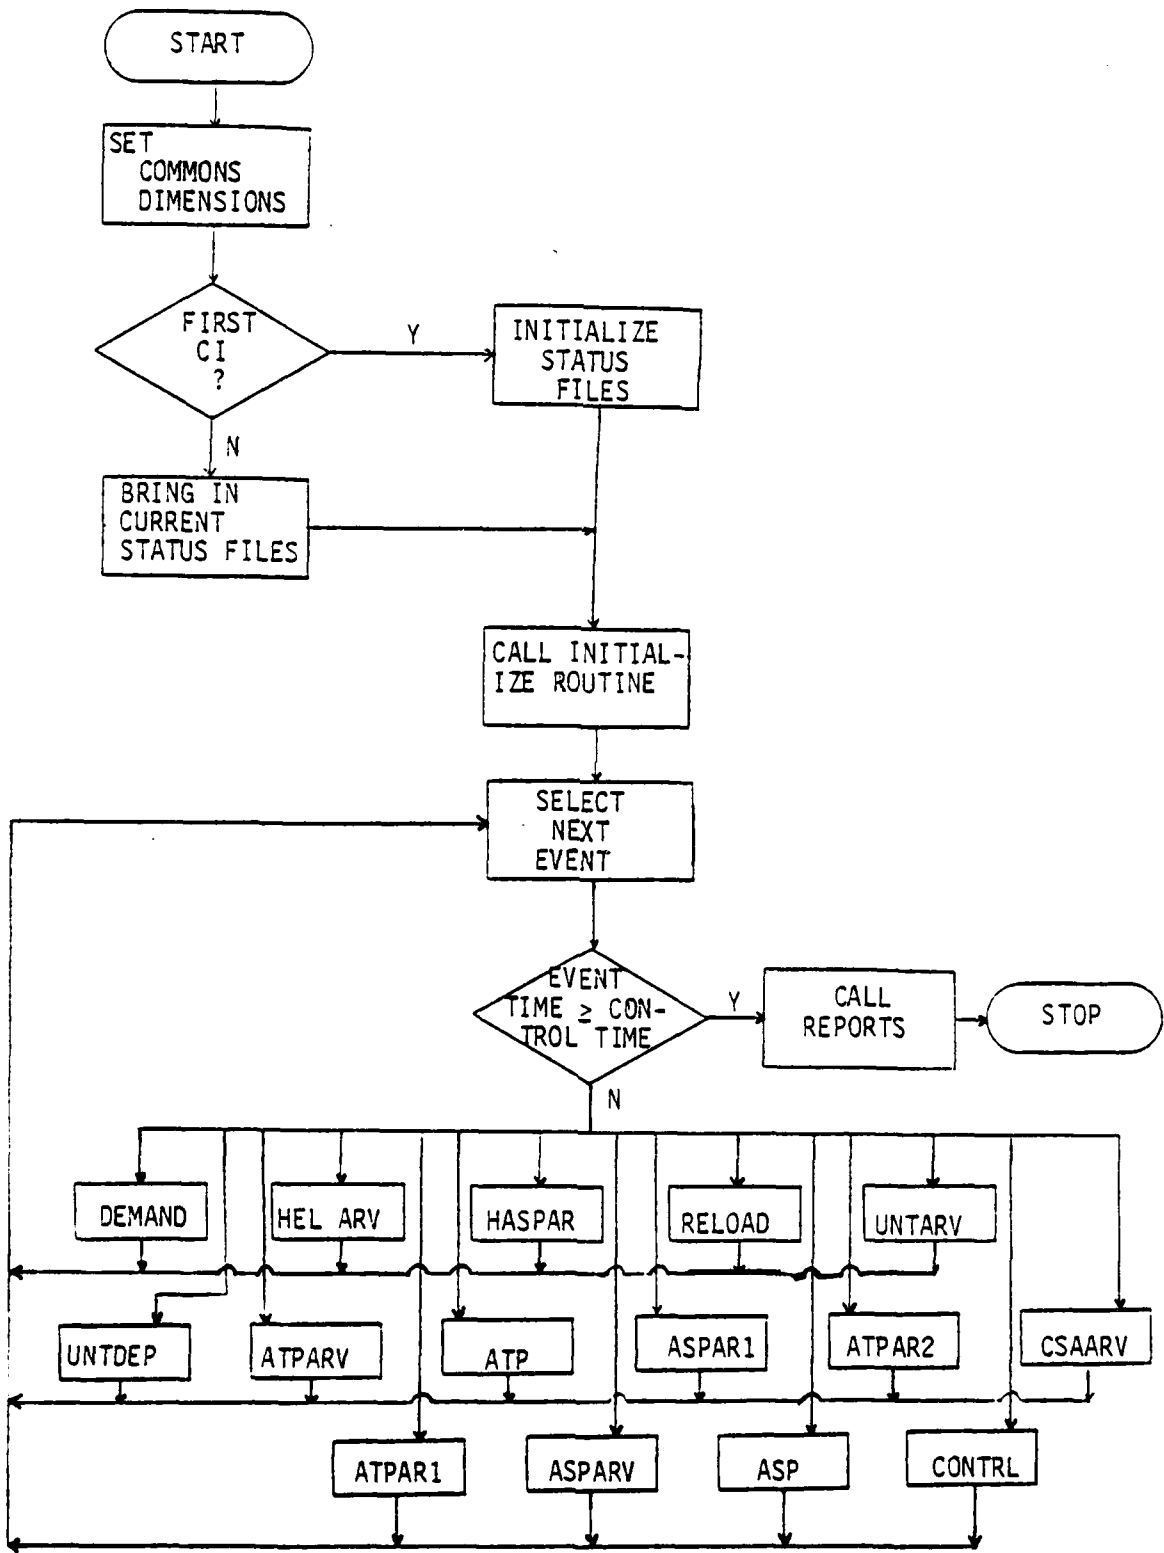 START
SET
COMMONS
DIMENSIONS
FIRST
CI
?
Y
INITIALIZE
STATUS
FILES
N
BRING IN
CURRENT
STATUS FILES
CALL INITIAL-
IZE ROUTINE
SELECT
NEXT
EVENT
EVENT
TIME ≥ CON-
TROL TIME
Y
CALL
REPORTS
STOP
N
DEMAND
HEL ARV
HASPAR
RELOAD
UNTARV
UNTDEP
ATPARV
ATP
ASPAR1
ATPAR2
CSAARV
ATPAR1
ASPARV
ASP
CONTRL